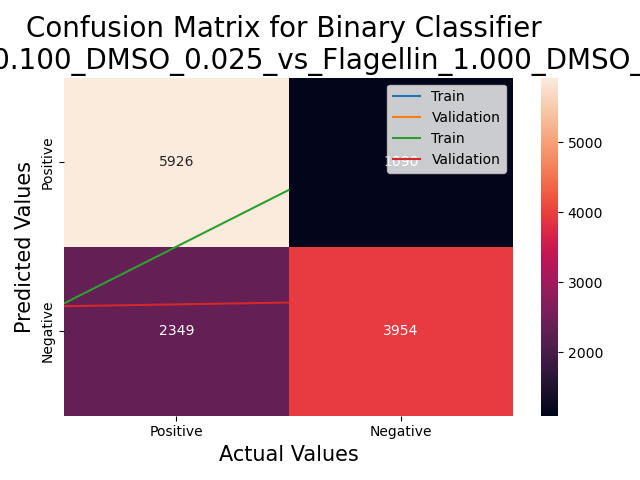 Confusion Matrix for Binary Classifier
0.100_DMSO_0.025_vs_Flagellin_1.000_DMSO_
Train
Validation
Train
Validation
Predicted Values
Positive
Negative
5926
2349
3954
Positive
Negative
Actual Values
5000
4000
3000
2000